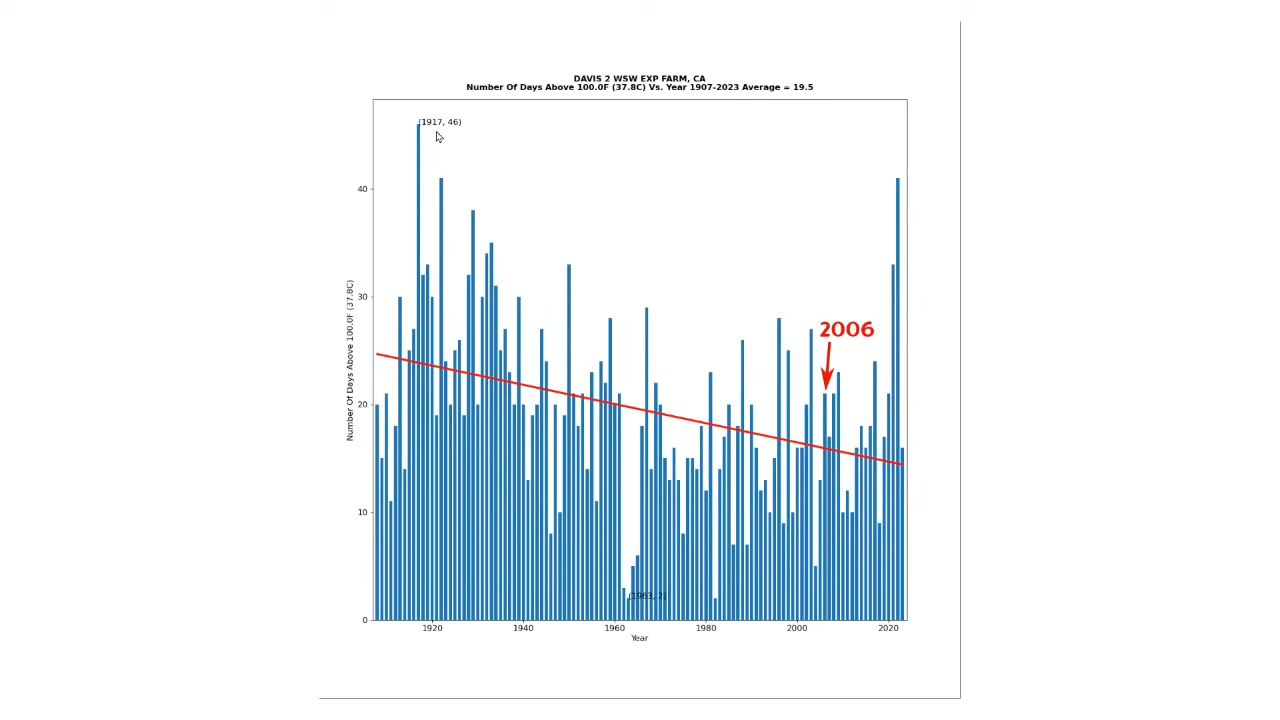 DAVIS 2 WSW EXP FARM, CA
Number Of Days Above 100.0F (37.8C) Vs. Year 1907-2023 Average = 19.5
(1917, 46)
40
30
2006
20
10
(1963, 2)
0
1920 1940 1960 1980 2000 2020
Year
Number Of Days Above 100.0F (37.8C)